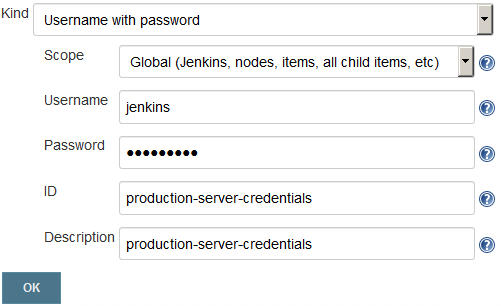 Kind Username with password
Scope Global (Jenkins, nodes, items, all child items, etc)
Username jenkins
Password •••••••••
ID production-server-credentials
Description production-server-credentials
OK